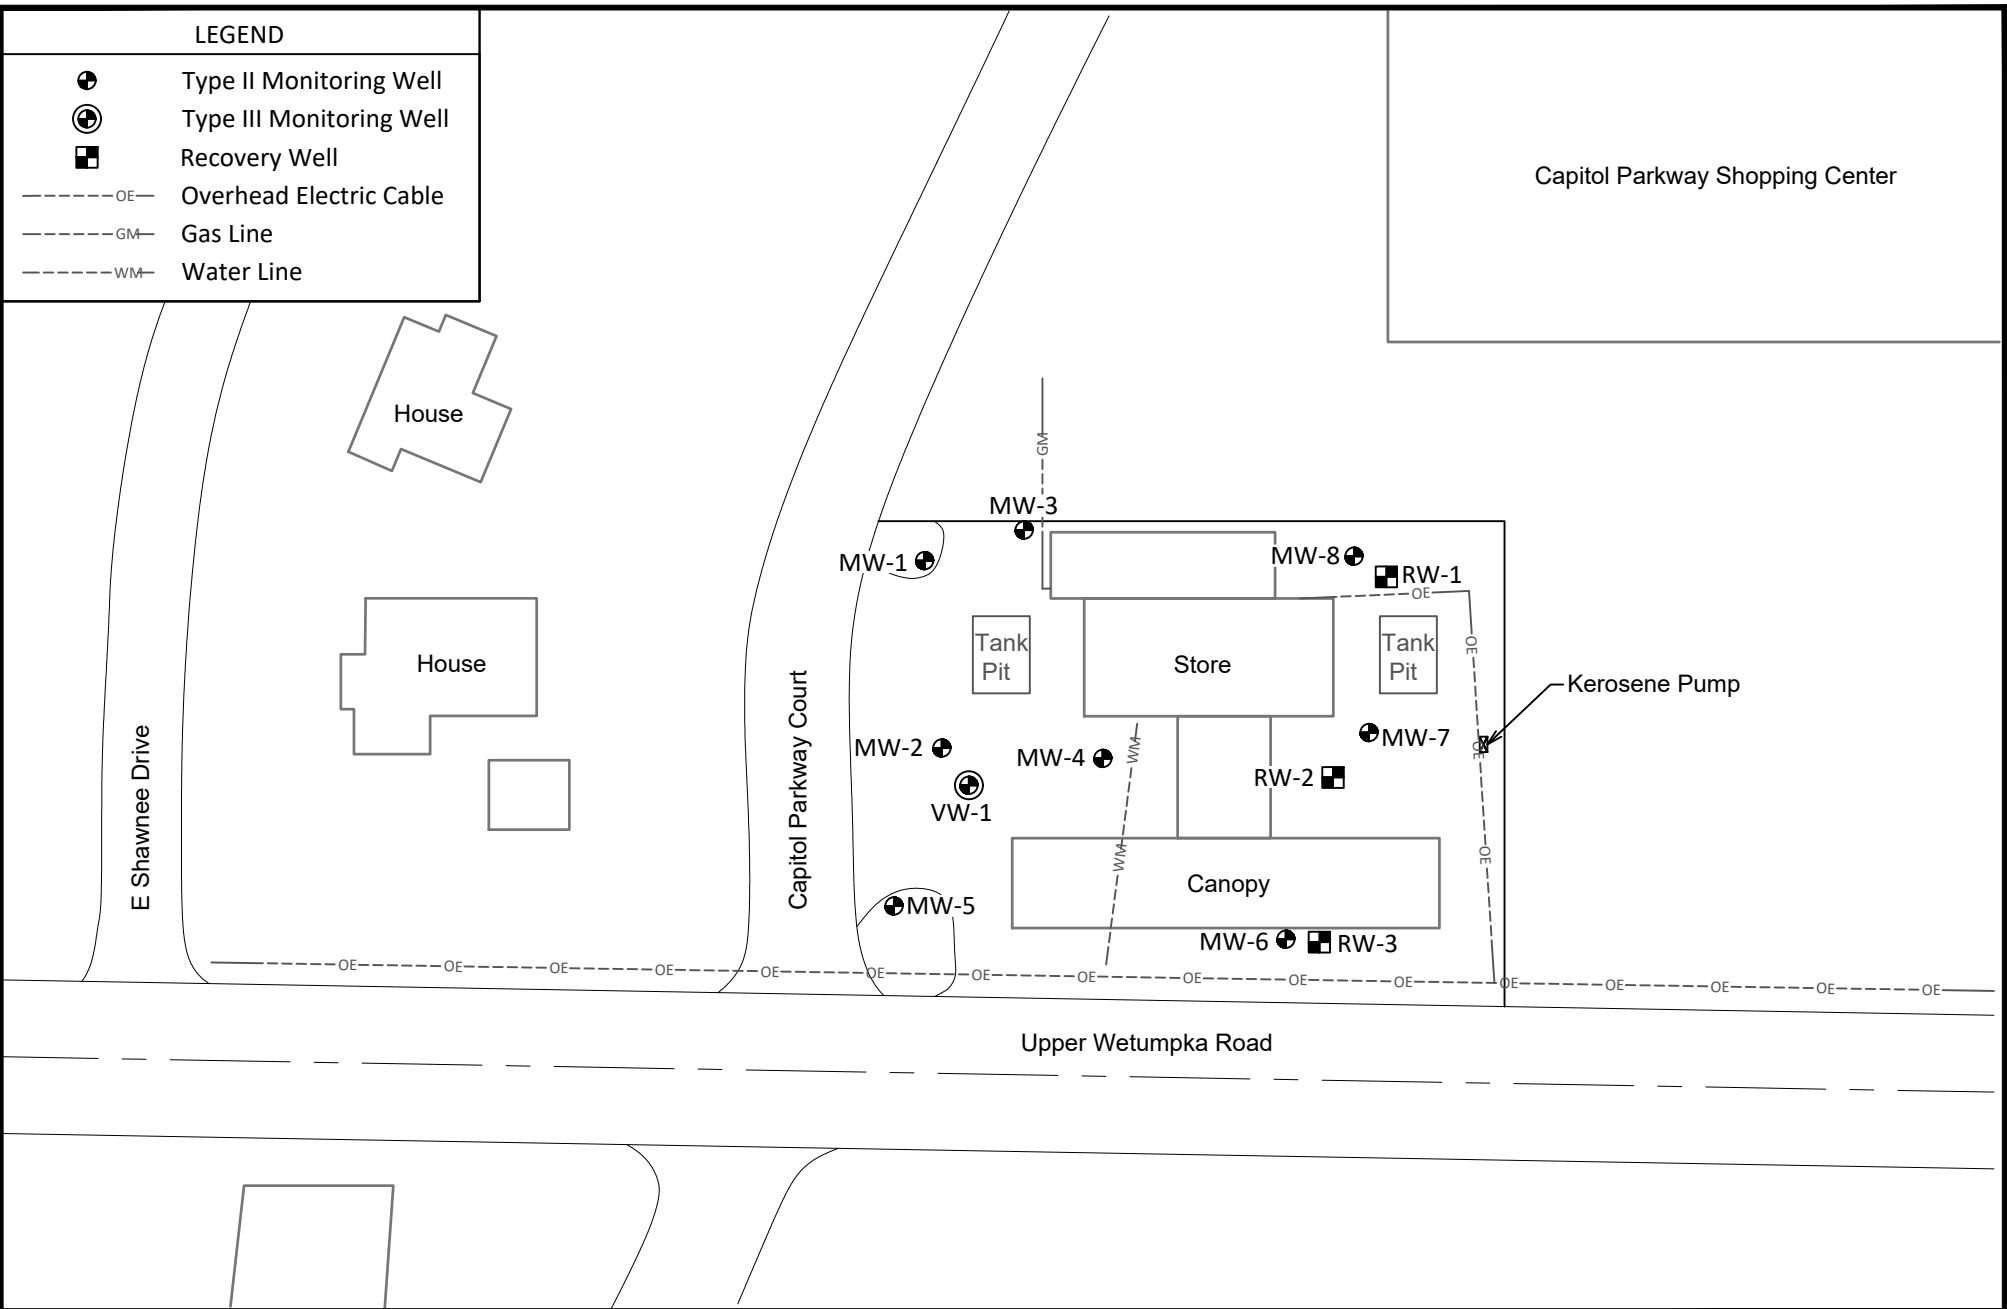 LEGEND
Type II Monitoring Well
Type III Monitoring Well
Recovery Well
OE Overhead Electric Cable
GM Gas Line
WM Water Line
Capitol Parkway Shopping Center
House
GM
MW-3
MW-1
MW-8
RW-1
OE
House
Tank
Pit
Store
Tank
Pit
OE
Kerosene Pump
E Shawnee Drive
Capitol Parkway Court
MW-2
MW-4
WM
MW-7
OE
RW-2
VW-1
WM
OE
Canopy
MW-5
MW-6
RW-3
OE OE OE OE OE OE OE OE OE OE OE OE OE OE OE OE
Upper Wetumpka Road